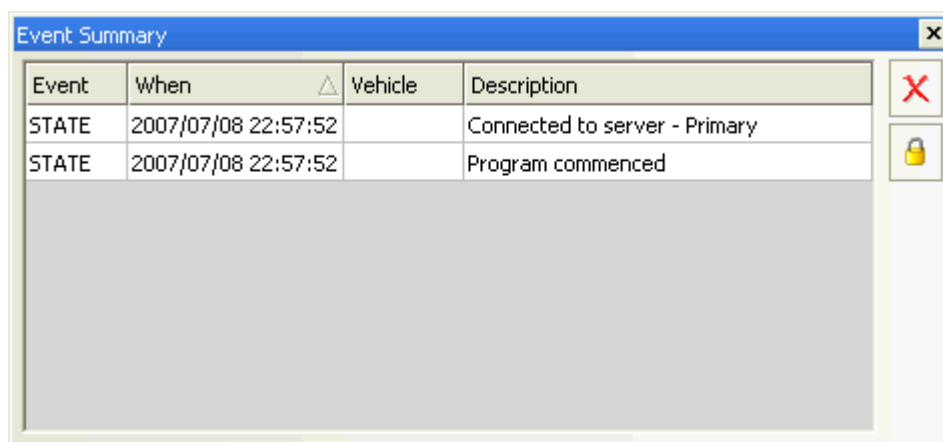 Event Summary
Event When Vehicle Description
STATE 2007/07/08 22:57:52 Connected to server - Primary
STATE 2007/07/08 22:57:52 Program commenced